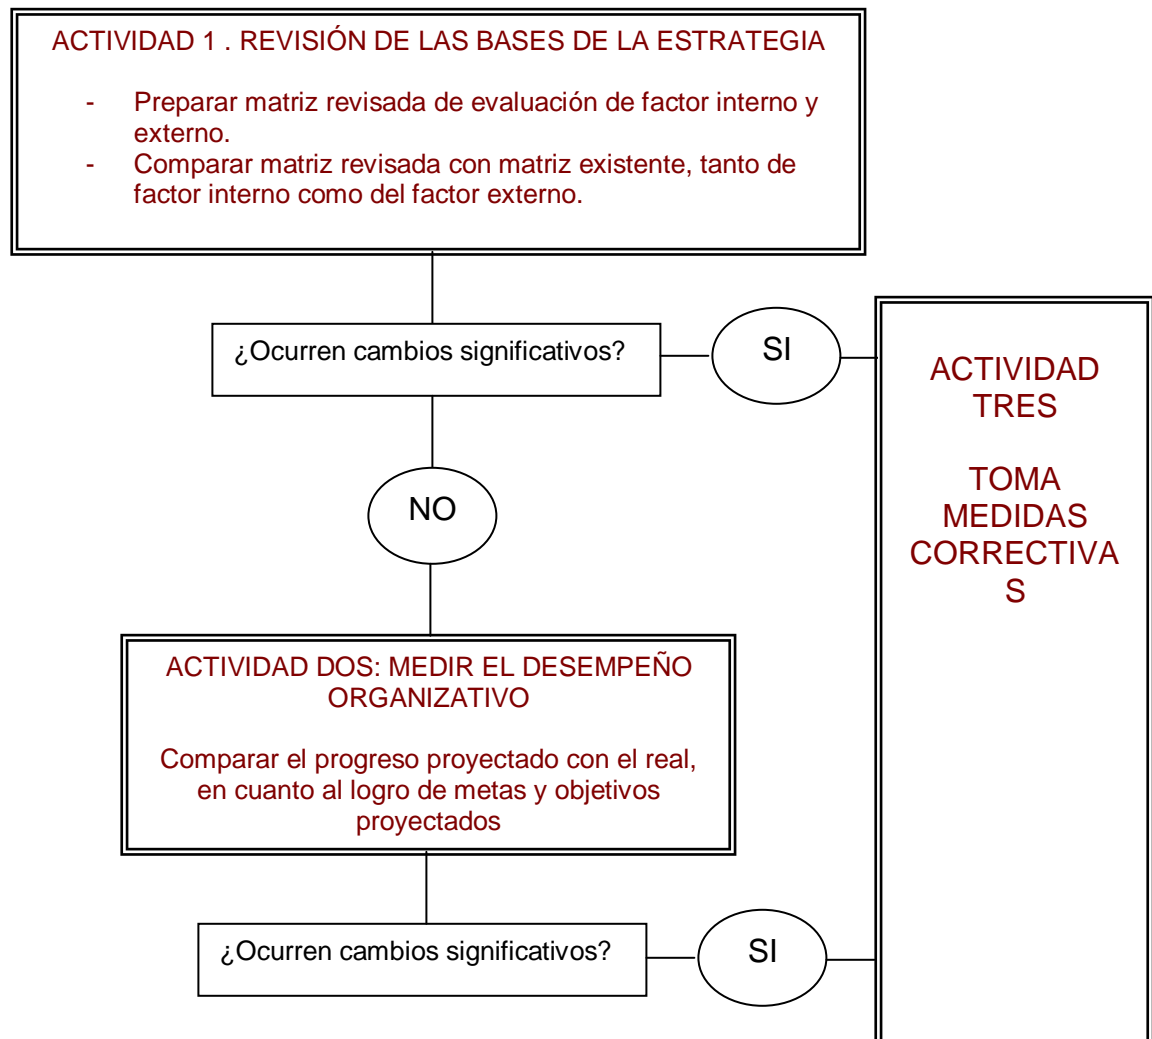 ACTIVIDAD 1 . REVISIÓN DE LAS BASES DE LA ESTRATEGIA
- Preparar matriz revisada de evaluación de factor interno y
externo.
- Comparar matriz revisada con matriz existente, tanto de
factor interno como del factor externo.
¿Ocurren cambios significativos?
SI
ACTIVIDAD
TRES
TOMA
MEDIDAS
CORRECTIVA
S
NO
ACTIVIDAD DOS: MEDIR EL DESEMPEÑO
ORGANIZATIVO
Comparar el progreso proyectado con el real,
en cuanto al logro de metas y objetivos
proyectados
¿Ocurren cambios significativos?
SI